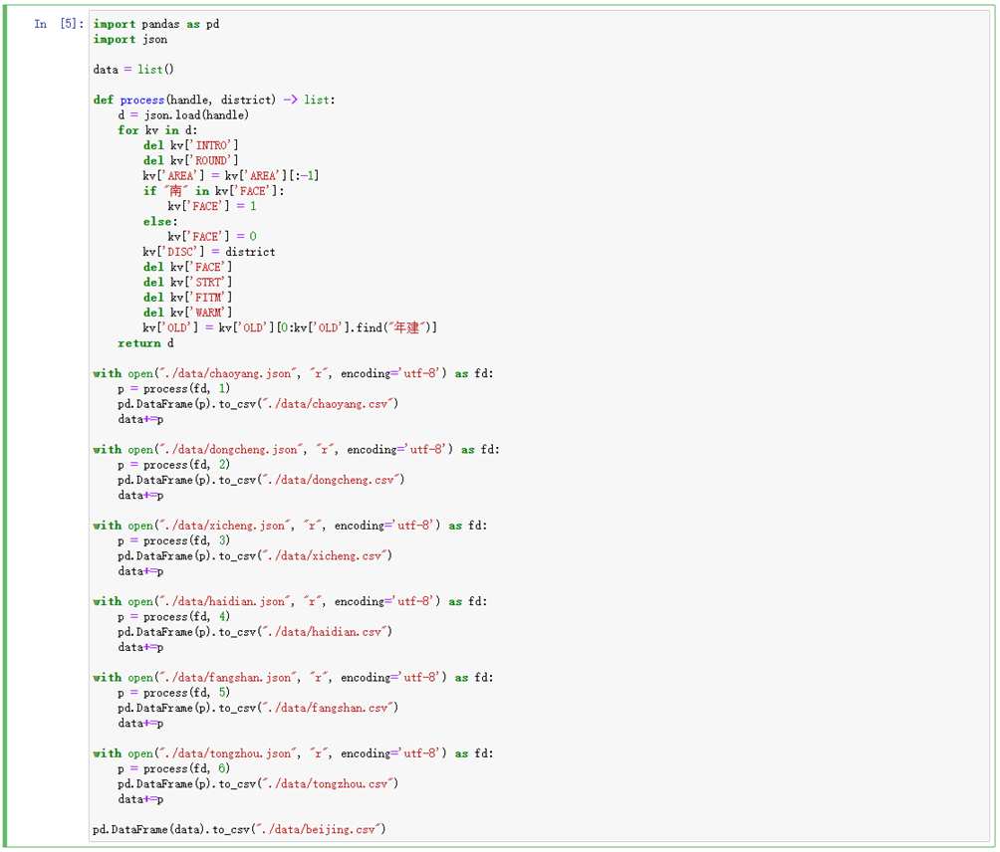 In [5]: import pandas as pd
import json

data = list()

def process(handle, district) -> list:
    d = json.load(handle)
    for kv in d:
        del kv['INTRO']
        del kv['ROUND']
        kv['AREA'] = kv['AREA'][:-1]
        if "南" in kv['FACE']:
            kv['FACE'] = 1
        else:
            kv['FACE'] = 0
        kv['DISC'] = district
        del kv['FACE']
        del kv['STRT']
        del kv['FITM']
        del kv['WARM']
        kv['OLD'] = kv['OLD'][0:kv['OLD'].find("年建")]
    return d

with open("./data/chaoyang.json", "r", encoding='utf-8') as fd:
    p = process(fd, 1)
    pd.DataFrame(p).to_csv("./data/chaoyang.csv")
    data+=p

with open("./data/dongcheng.json", "r", encoding='utf-8') as fd:
    p = process(fd, 2)
    pd.DataFrame(p).to_csv("./data/dongcheng.csv")
    data+=p

with open("./data/xicheng.json", "r", encoding='utf-8') as fd:
    p = process(fd, 3)
    pd.DataFrame(p).to_csv("./data/xicheng.csv")
    data+=p

with open("./data/haidian.json", "r", encoding='utf-8') as fd:
    p = process(fd, 4)
    pd.DataFrame(p).to_csv("./data/haidian.csv")
    data+=p

with open("./data/fangshan.json", "r", encoding='utf-8') as fd:
    p = process(fd, 5)
    pd.DataFrame(p).to_csv("./data/fangshan.csv")
    data+=p

with open("./data/tongzhou.json", "r", encoding='utf-8') as fd:
    p = process(fd, 6)
    pd.DataFrame(p).to_csv("./data/tongzhou.csv")
    data+=p

pd.DataFrame(data).to_csv("./data/beijing.csv")